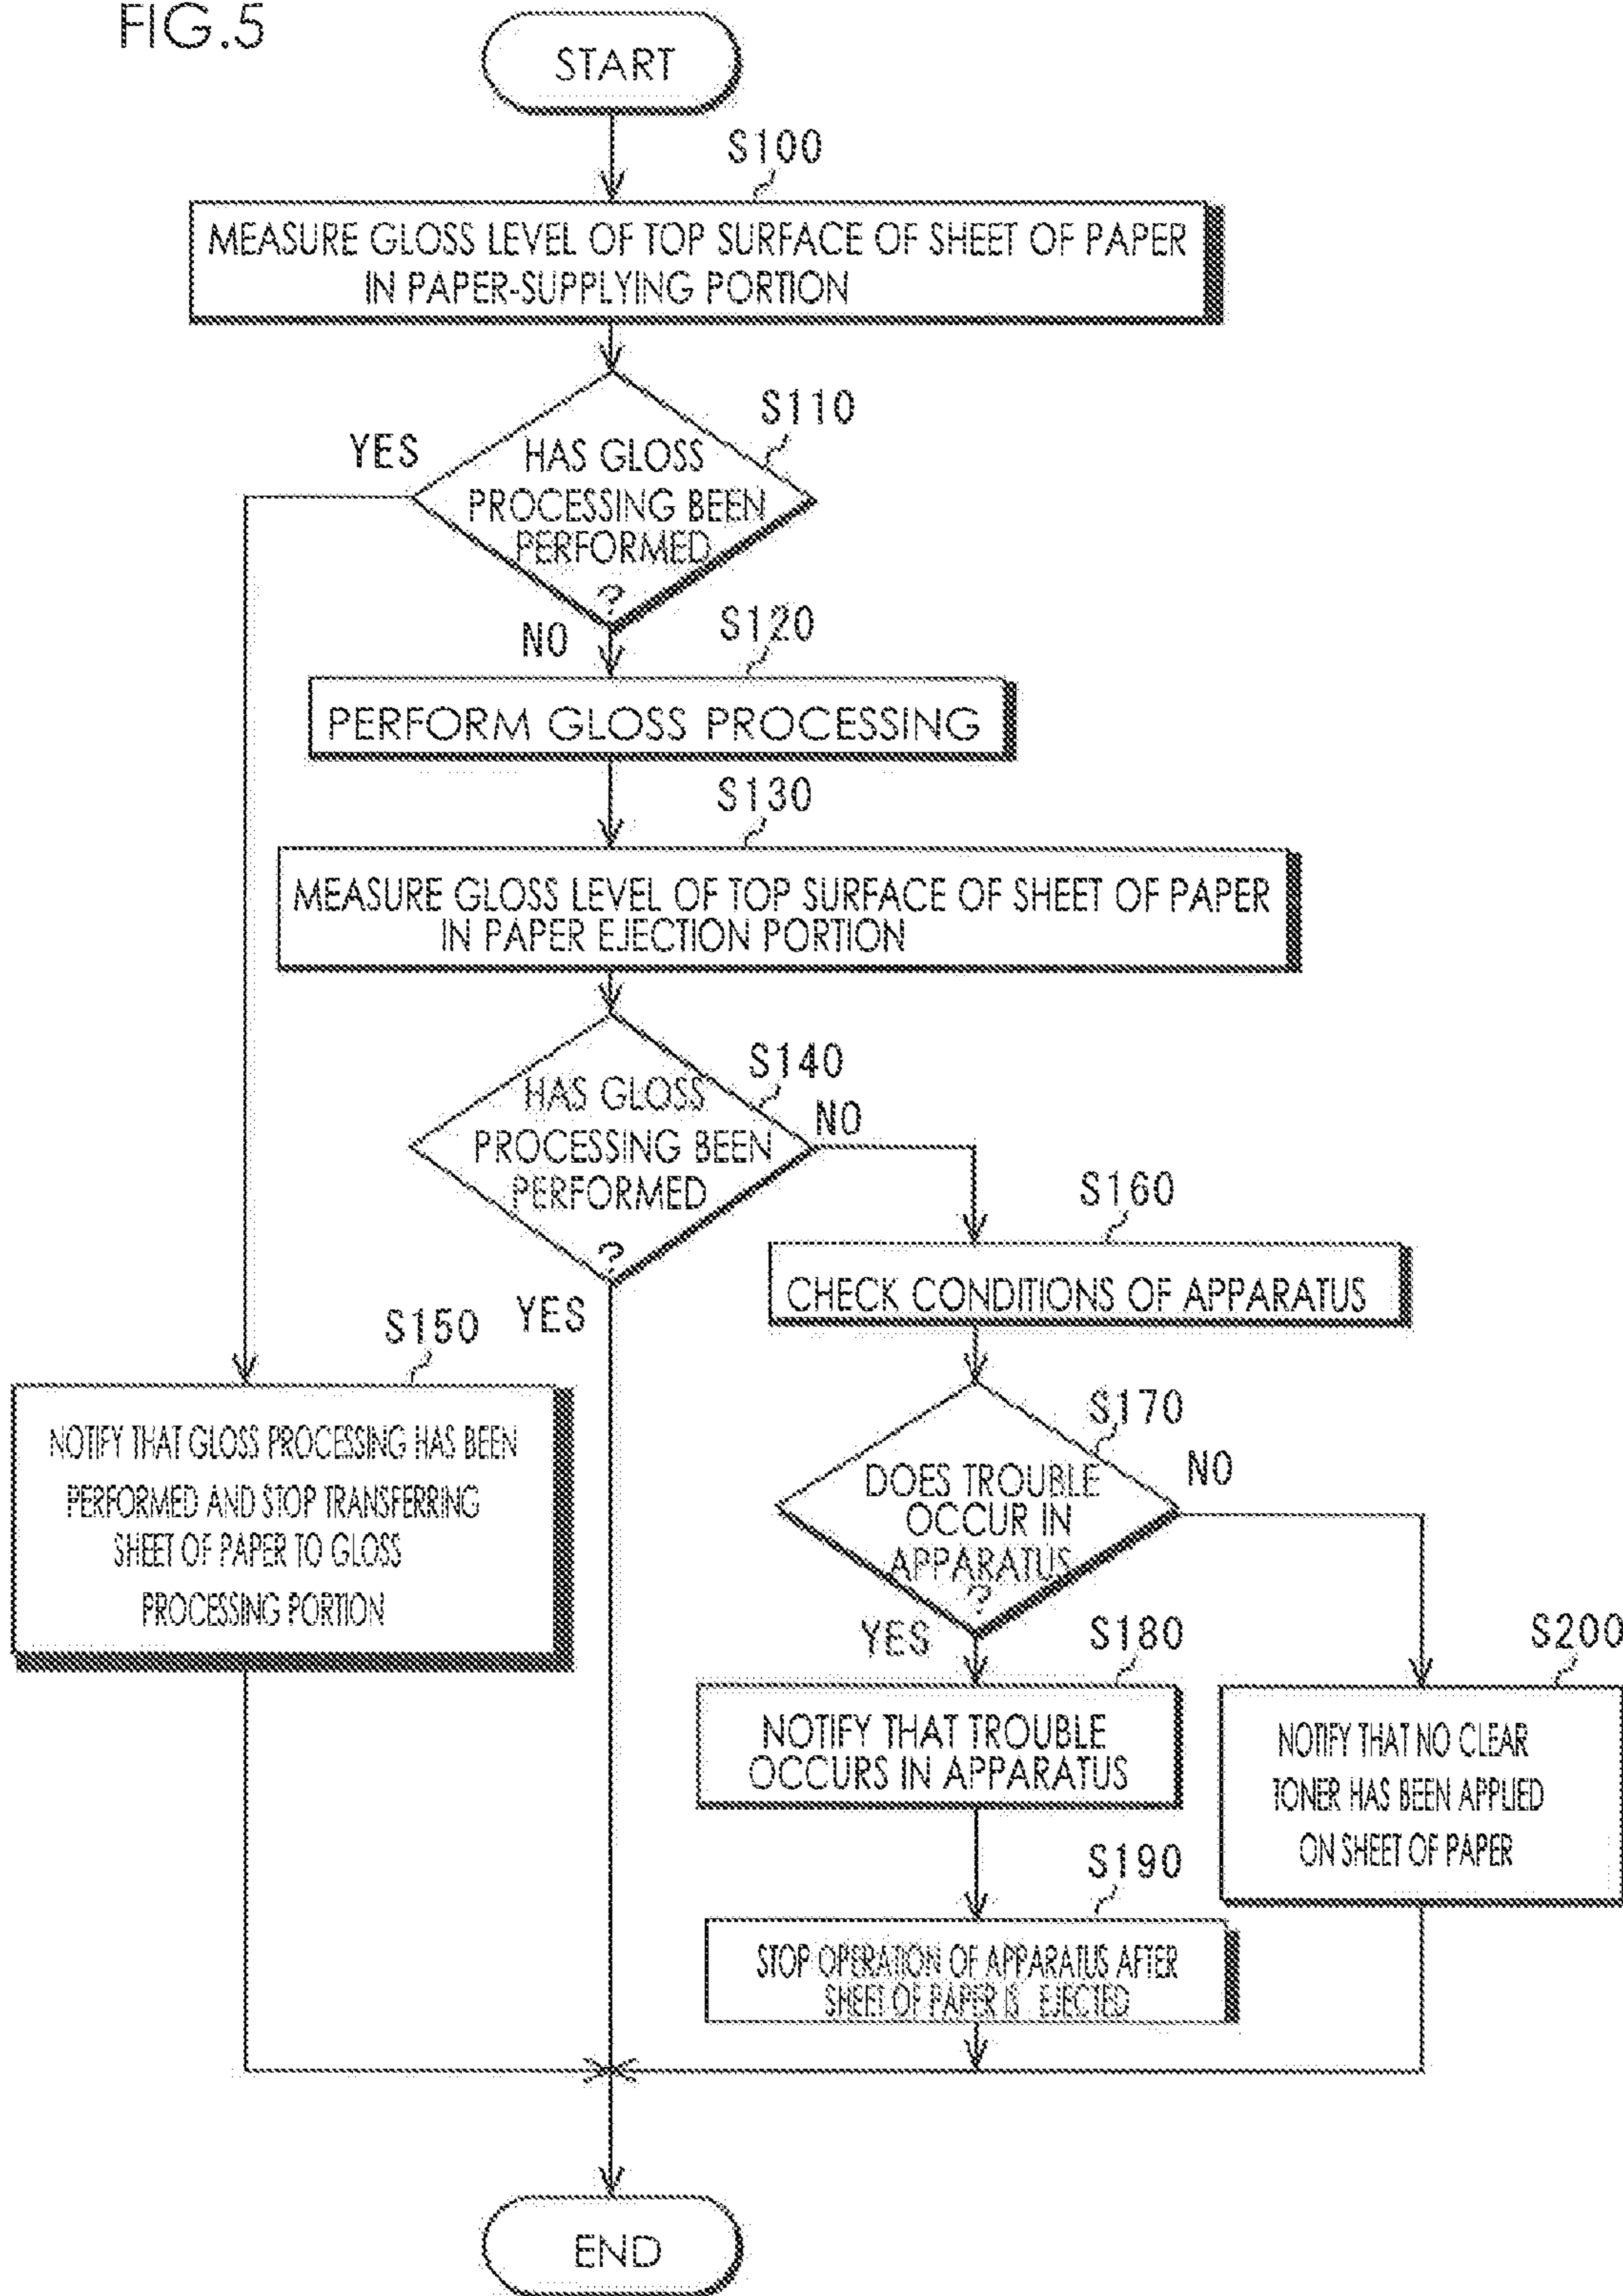 FIG.5
START
S100
MEASURE GLOSS LEVEL OF TOP SURFACE OF SHEET OF PAPER
IN PAPER-SUPPLYING PORTION
S110
YES
HAS GLOSS
PROCESSING BEEN
PERFORMED
?
NO
S120
PERFORM GLOSS PROCESSING
S130
MEASURE GLOSS LEVEL OF TOP SURFACE OF SHEET OF PAPER
IN PAPER EJECTION PORTION
S140
HAS GLOSS
PROCESSING BEEN
PERFORMED
?
NO
YES
S160
CHECK CONDITIONS OF APPARATUS
S150
NOTIFY THAT GLOSS PROCESSING HAS BEEN
PERFORMED AND STOP TRANSFERRING
SHEET OF PAPER TO GLOSS
PROCESSING PORTION
S170
DOES TROUBLE
OCCUR IN
APPARATUS
?
NO
YES
S180
NOTIFY THAT TROUBLE
OCCURS IN APPARATUS
S200
NOTIFY THAT NO CLEAR
TONER HAS BEEN APPLIED
ON SHEET OF PAPER
S190
STOP OPERATION OF APPARATUS AFTER
SHEET OF PAPER IS EJECTED
END